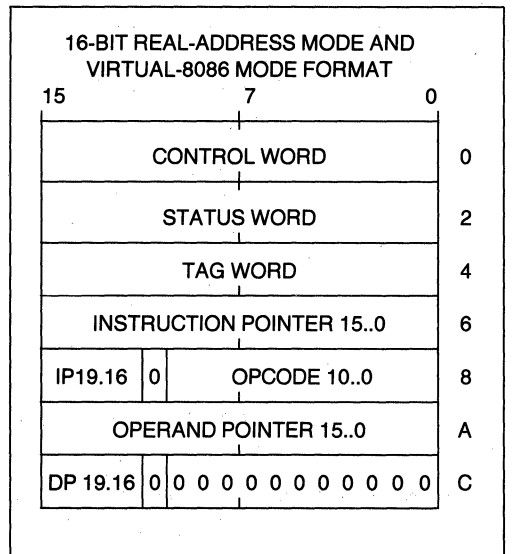 16-BIT REAL-ADDRESS MODE AND
VIRTUAL-8086 MODE FORMAT
15 7 0
CONTROL WORD 0
STATUS WORD 2
TAG WORD 4
INSTRUCTION POINTER 15..0 6
IP19.16 0 OPCODE 10..0 8
OPERAND POINTER 15..0 A
DP 19.16 0 0 0 0 0 0 0 0 0 0 0 0 C